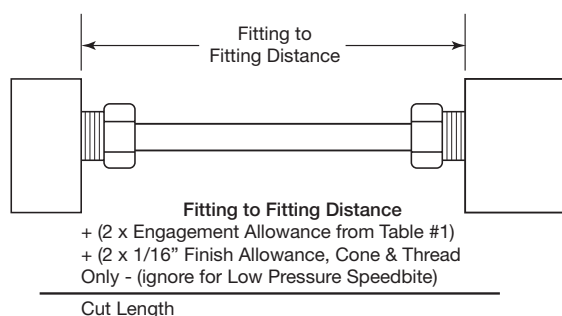 Fitting to
Fitting Distance
Fitting to Fitting Distance
+ (2 x Engagement Allowance from Table #1)
+ (2 x 1/16” Finish Allowance, Cone & Thread
Only - (ignore for Low Pressure Speedbite)
Cut Length